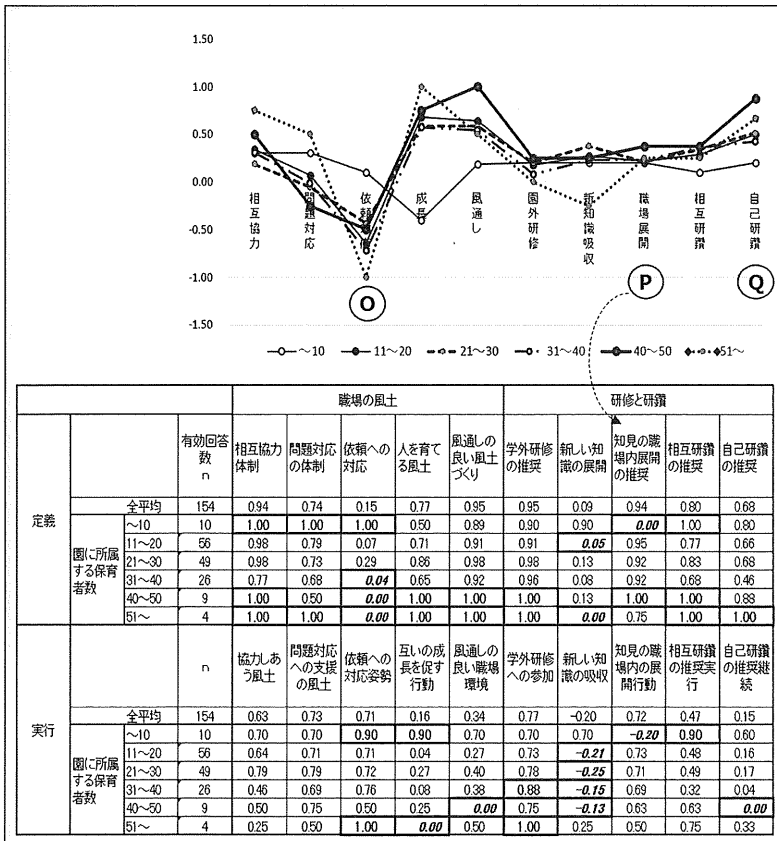 1.50
1.00
0.50
0.00
-0.50
-1.00
-1.50
相互協力 問題対応 依頼 成長 風通し 園外研修 新知識吸収 職場展開 相互研鑽 自己研鑽
O P Q
～10 11～20 21～30 31～40 40～50 51～
職場の風土 研修と研鑽
定義
有効回答数 n 相互協力体制 問題対応の体制 依頼への対応 人を育てる風土 風通しの良い風土づくり 学外研修の推奨 新しい知識の展開 知見の職場内展開の推奨 相互研鑽の推奨 自己研鑽の推奨
全平均 154 0.94 0.74 0.15 0.77 0.95 0.95 0.09 0.94 0.80 0.68
園に所属する保育者数
～10 10 1.00 1.00 1.00 0.50 0.89 0.90 0.90 0.00 1.00 0.80
11～20 56 0.98 0.79 0.07 0.71 0.91 0.91 0.05 0.95 0.77 0.66
21～30 49 0.98 0.73 0.29 0.86 0.98 0.98 0.13 0.92 0.83 0.68
31～40 26 0.77 0.68 0.04 0.65 0.92 0.96 0.08 0.92 0.68 0.46
40～50 9 1.00 0.50 0.00 1.00 1.00 1.00 0.13 1.00 1.00 0.88
51～ 4 1.00 1.00 0.00 1.00 1.00 1.00 0.00 0.75 1.00 1.00
実行
n 協力しあう風土 問題対応への支援の風土 依頼への対応姿勢 互いの成長を促す行動 風通しの良い職場環境 学外研修への参加 新しい知識の吸収 知見の職場内の展開行動 相互研鑽の推奨実行 自己研鑽の推奨継続
全平均 154 0.63 0.73 0.71 0.16 0.34 0.77 -0.20 0.72 0.47 0.15
園に所属する保育者数
～10 10 0.70 0.70 0.90 0.90 0.70 0.70 0.70 -0.20 0.90 0.60
11～20 56 0.64 0.71 0.71 0.04 0.27 0.73 -0.21 0.73 0.48 0.16
21～30 49 0.79 0.79 0.72 0.27 0.40 0.78 -0.25 0.71 0.49 0.17
31～40 26 0.46 0.69 0.76 0.08 0.38 0.88 -0.15 0.69 0.32 0.04
40～50 9 0.50 0.75 0.50 0.25 0.00 0.75 -0.13 0.63 0.63 0.00
51～ 4 0.25 0.50 1.00 0.00 0.50 1.00 0.25 0.50 0.75 0.33